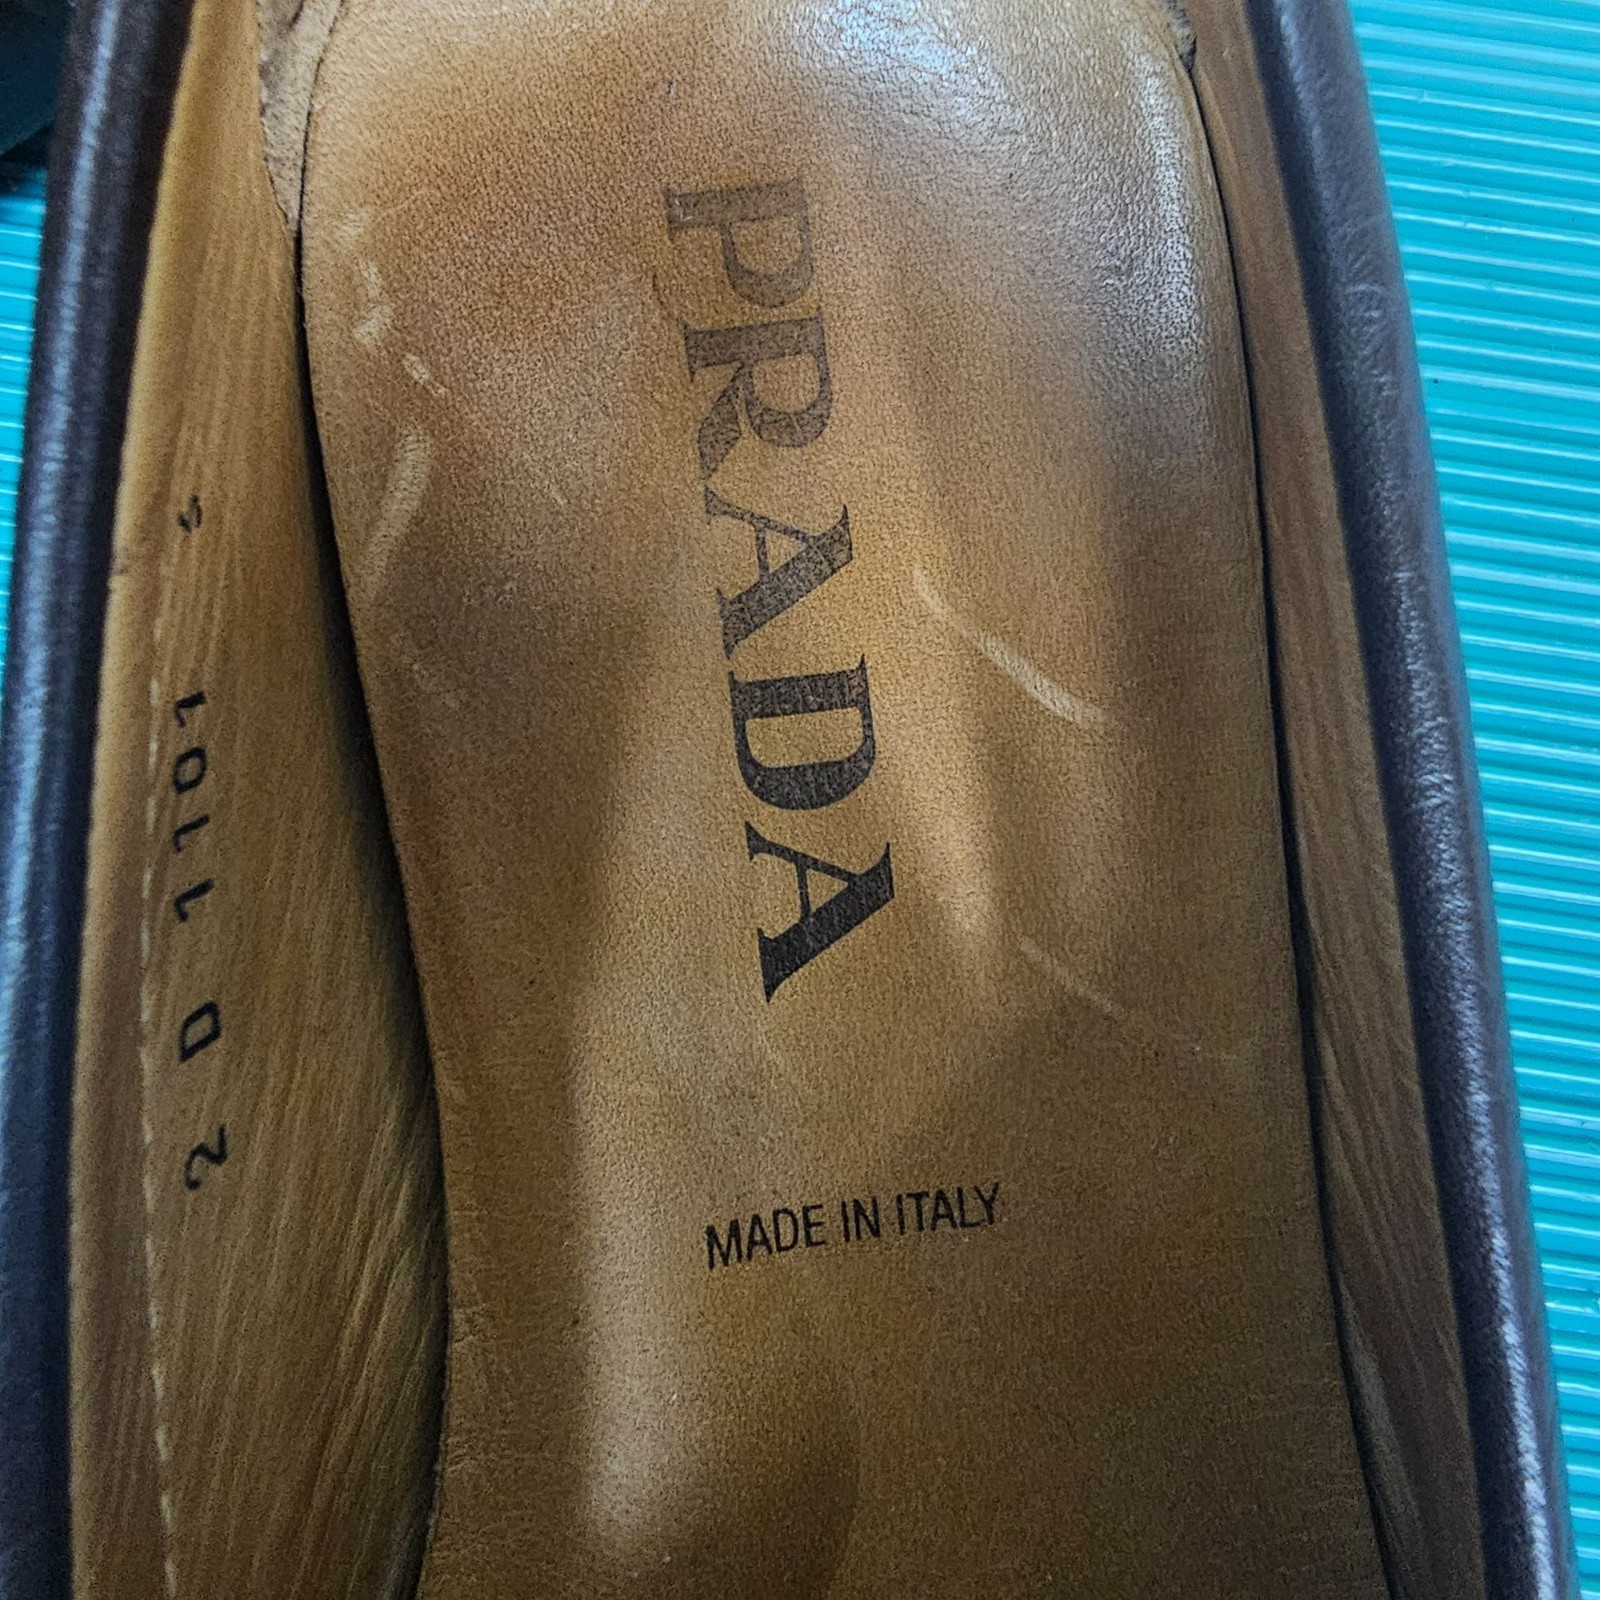 PRADA
MADE IN ITALY
2 D 1101